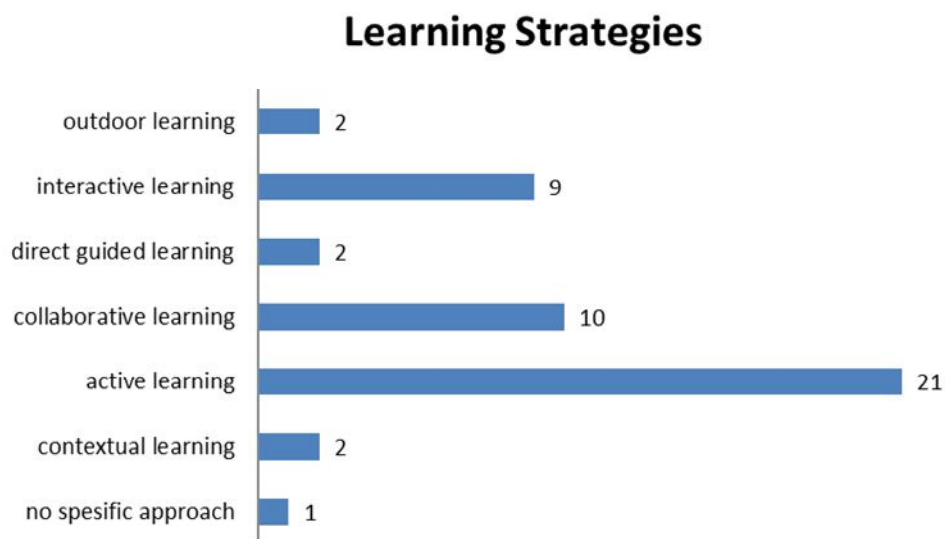 Learning Strategies
outdoor learning 2
interactive learning 9
direct guided learning 2
collaborative learning 10
active learning 21
contextual learning 2
no spesific approach 1